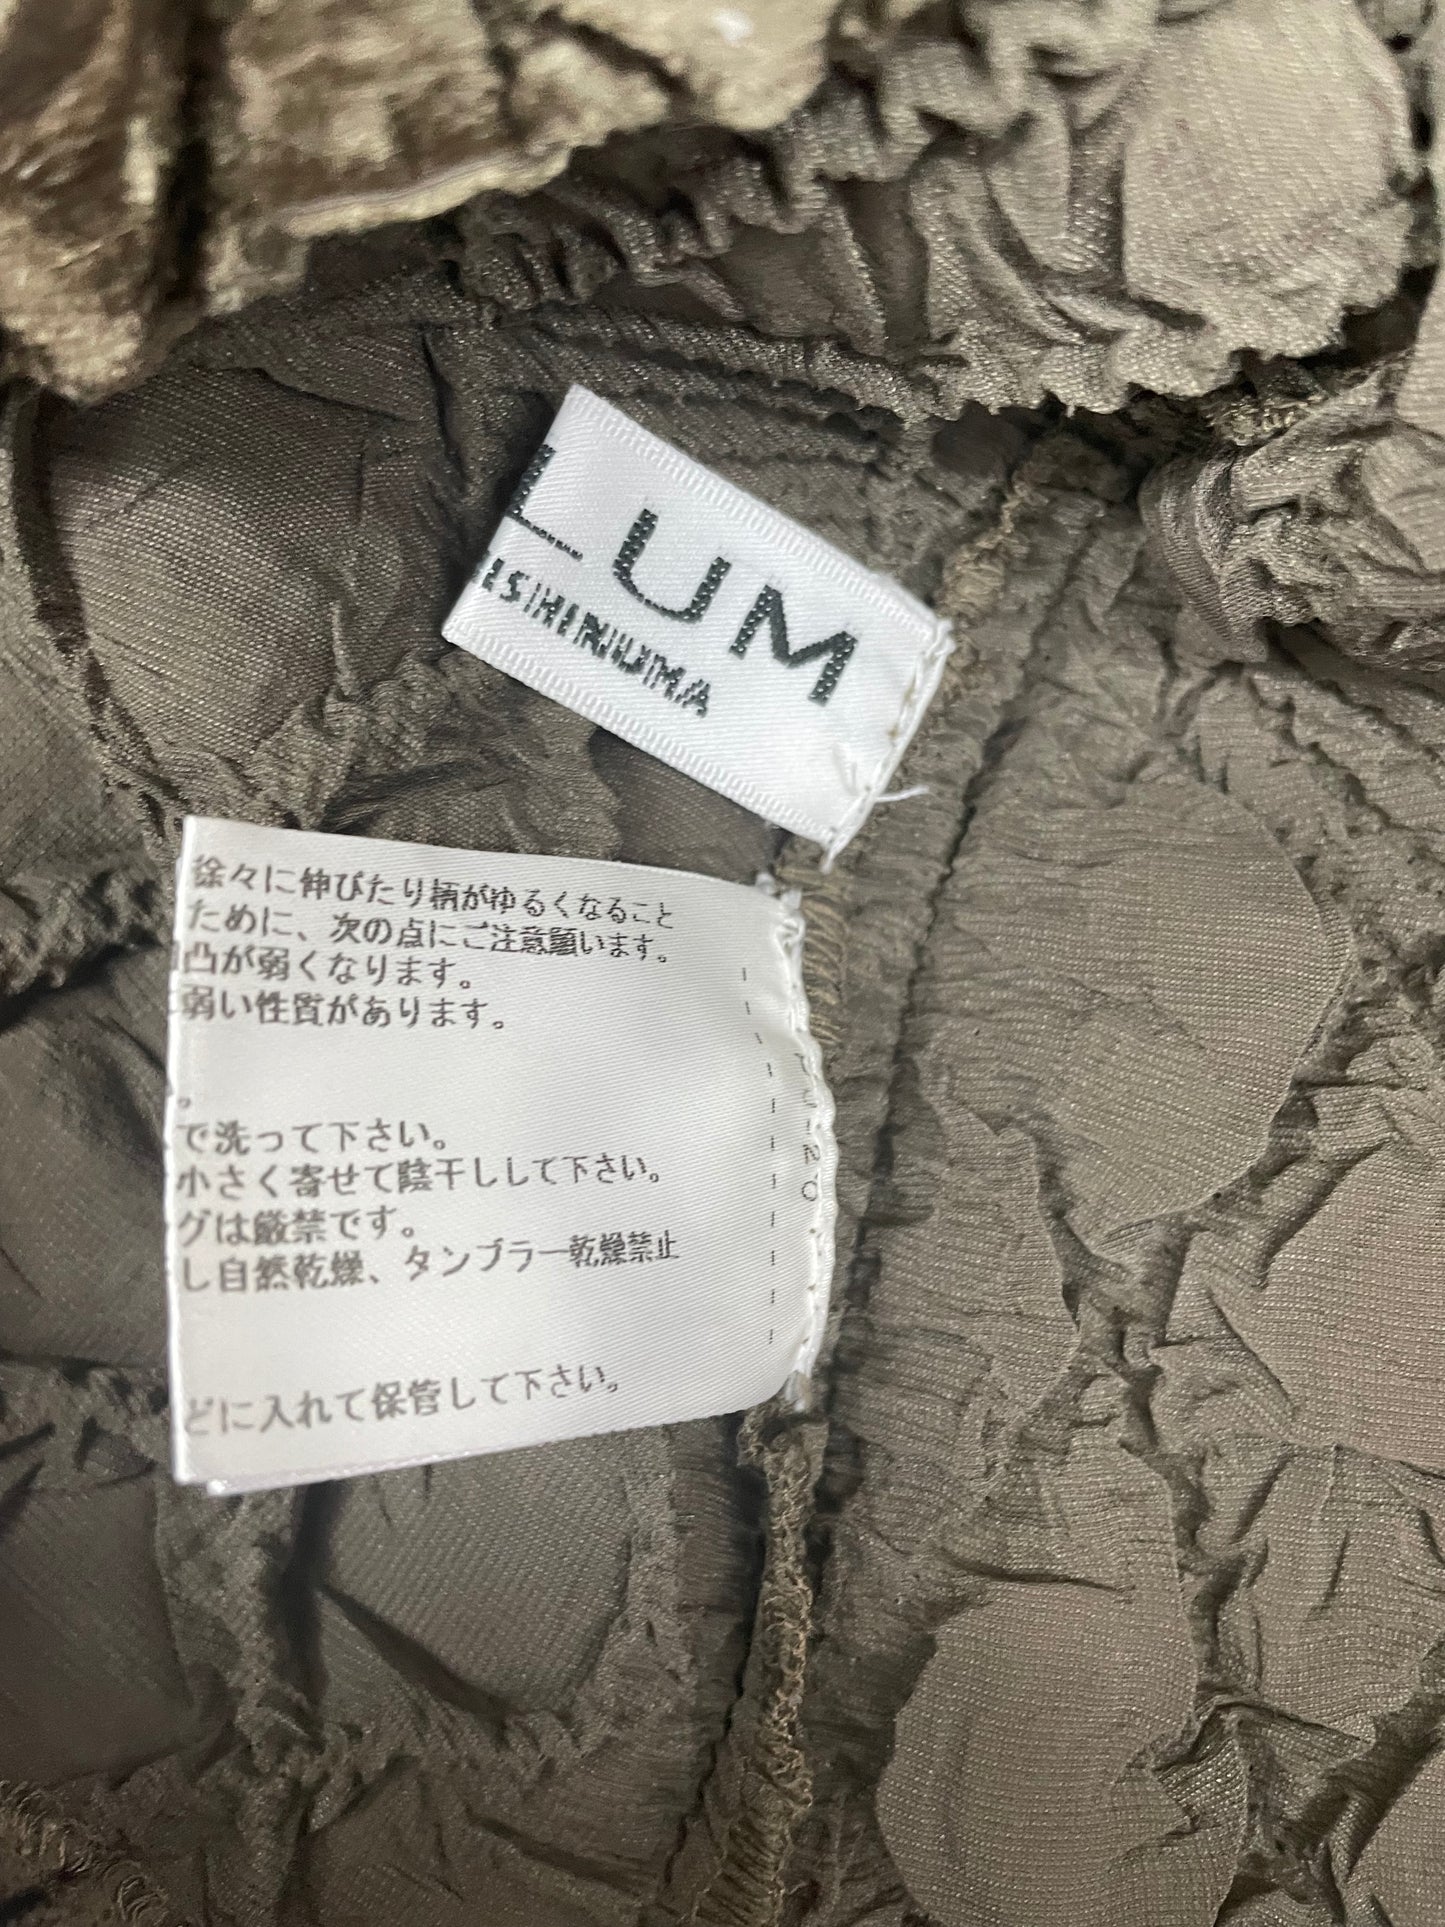 LUM
ESHINUMA
徐々に伸びたり柄がゆるくなること
ために、次の点にご注意願います。
凸が弱くなります。
弱い性質があります。
。
で洗って下さい。
小さく寄せて陰干しして下さい。
グは厳禁です。
し自然乾燥、タンブラー乾燥禁止
どに入れて保管して下さい。